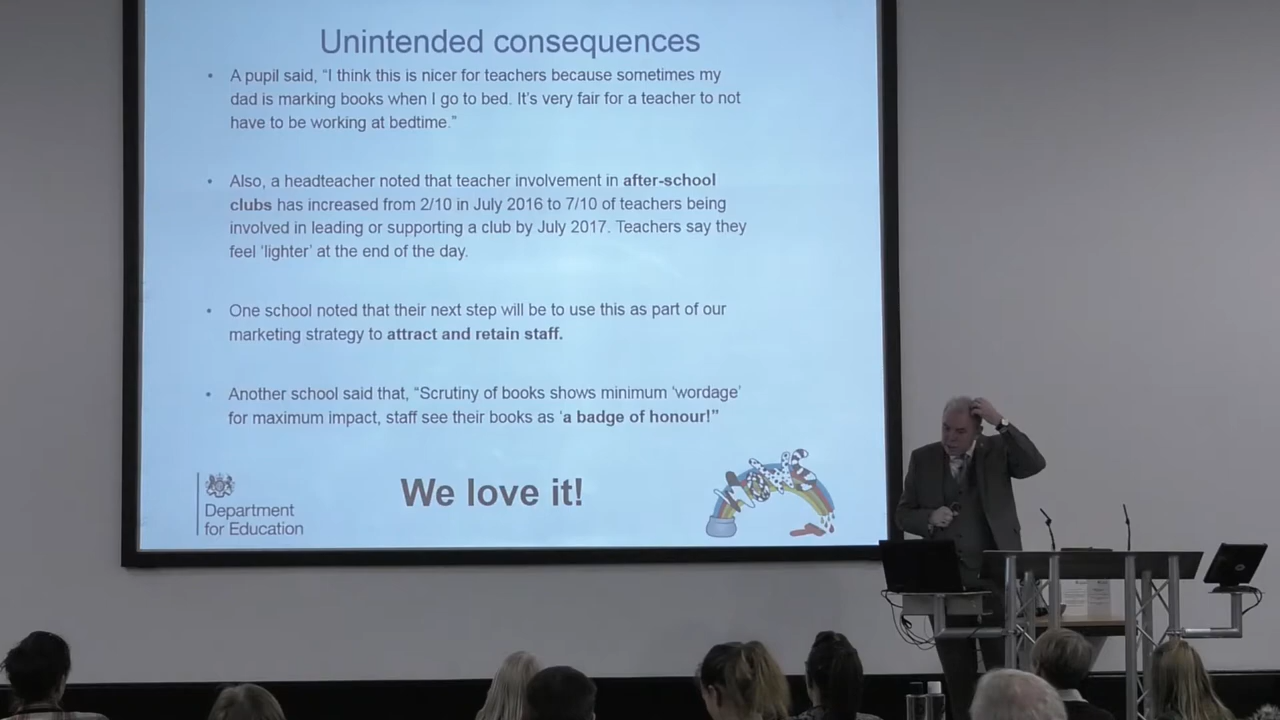 Unintended consequences
• A pupil said, “I think this is nicer for teachers because sometimes my
dad is marking books when I go to bed. It's very fair for a teacher to not
have to be working at bedtime.”
• Also, a headteacher noted that teacher involvement in after-school
clubs has increased from 2/10 in July 2016 to 7/10 of teachers being
involved in leading or supporting a club by July 2017. Teachers say they
feel ‘lighter’ at the end of the day.
• One school noted that their next step will be to use this as part of our
marketing strategy to attract and retain staff.
• Another school said that, “Scrutiny of books shows minimum ‘wordage’
for maximum impact, staff see their books as ‘a badge of honour!”
We love it!
Department
for Education